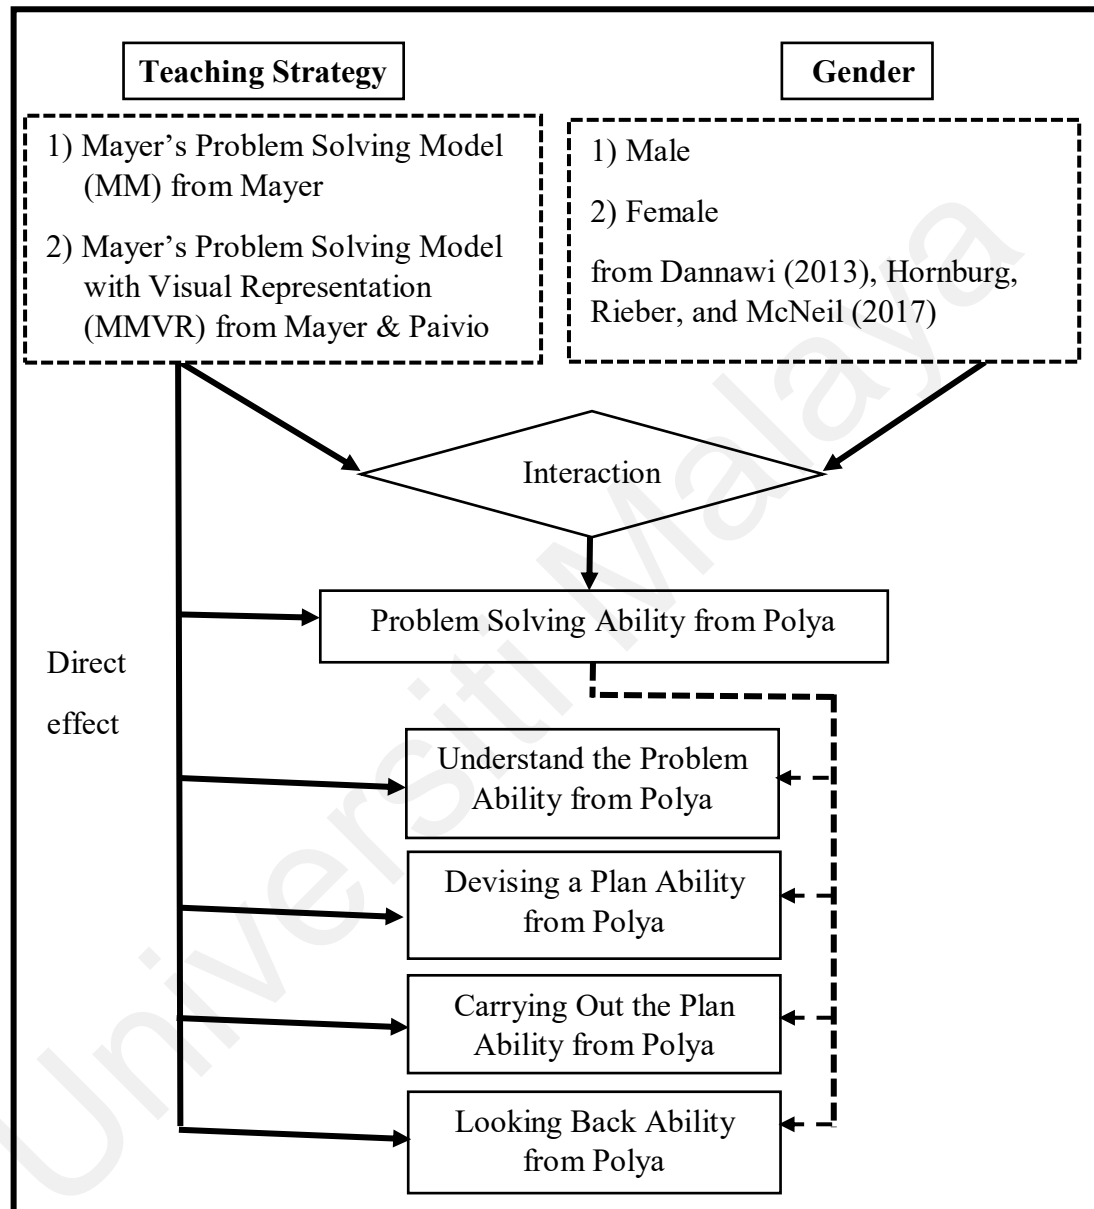 Teaching Strategy
Gender
1) Mayer’s Problem Solving Model
(MM) from Mayer
2) Mayer’s Problem Solving Model
with Visual Representation
(MMVR) from Mayer & Paivio
1) Male
2) Female
from Dannawi (2013), Hornburg,
Rieber, and McNeil (2017)
Interaction
Problem Solving Ability from Polya
Direct
effect
Understand the Problem
Ability from Polya
Devising a Plan Ability
from Polya
Carrying Out the Plan
Ability from Polya
Looking Back Ability
from Polya
Universiti Malaya